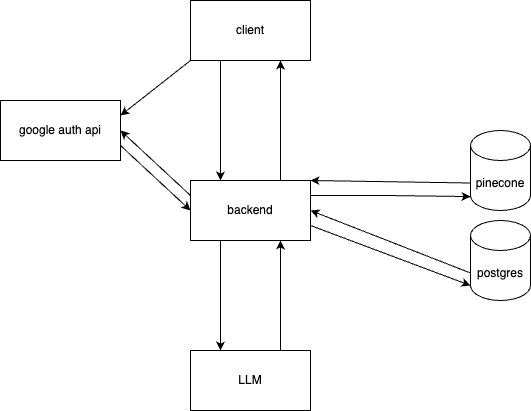 client
google auth api
pinecone
backend
postgres
LLM